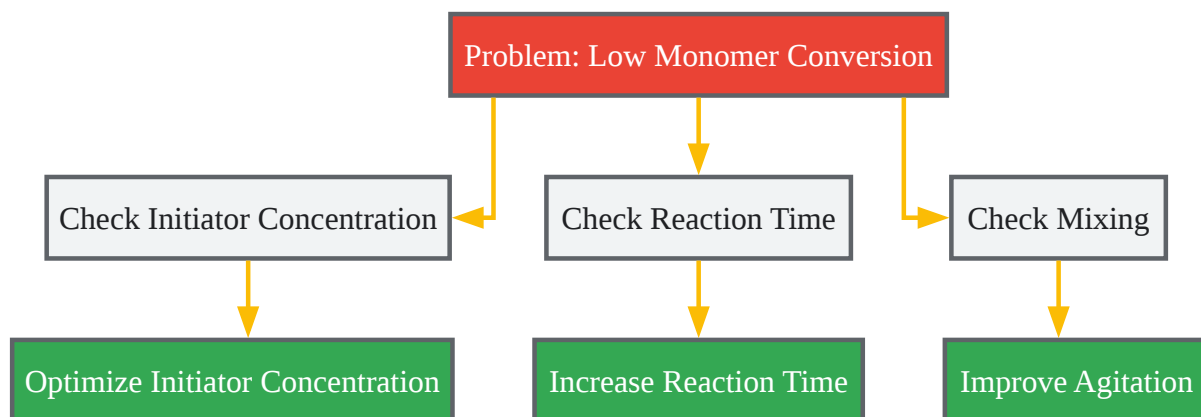 Problem: Low Monomer Conversion
Check Initiator Concentration
Check Reaction Time
Check Mixing
Optimize Initiator Concentration
Increase Reaction Time
Improve Agitation